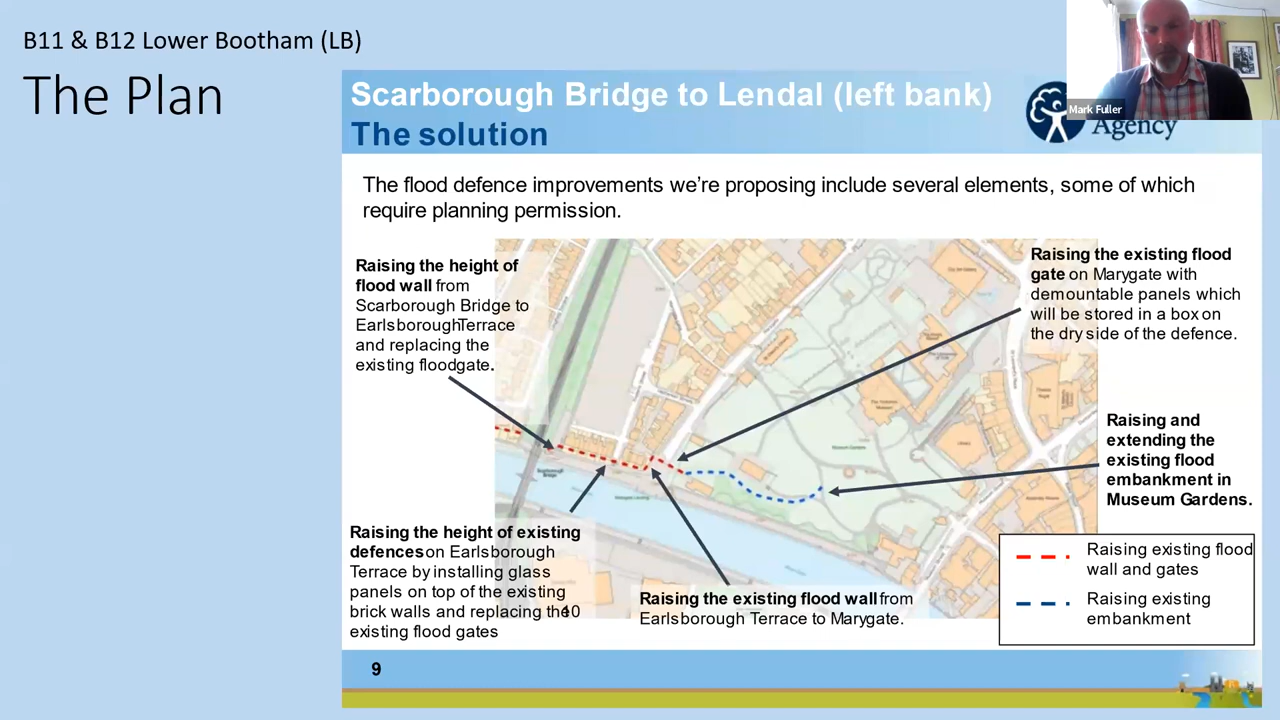 B11 & B12 Lower Bootham (LB)
The Plan
Mark Fuller
Scarborough Bridge to Lendal (left bank)
The solution
Agency
The flood defence improvements we're proposing include several elements, some of which
require planning permission.
Raising the height of
flood wall from
Scarborough Bridge to
EarlsboroughTerrace
and replacing the
existing floodgate.
Raising the existing flood
gate on Marygate with
demountable panels which
will be stored in a box on
the dry side of the defence.
Raising and
extending the
existing flood
embankment in
Museum Gardens.
Scarborough
Bridge
Museum Gardens
Raising the height of existing
defences on Earlsborough
Terrace by installing glass
panels on top of the existing
brick walls and replacing the
existing flood gates
Raising the existing flood wall from
Earlsborough Terrace to Marygate.
Raising existing flood
wall and gates
Raising existing
embankment
9